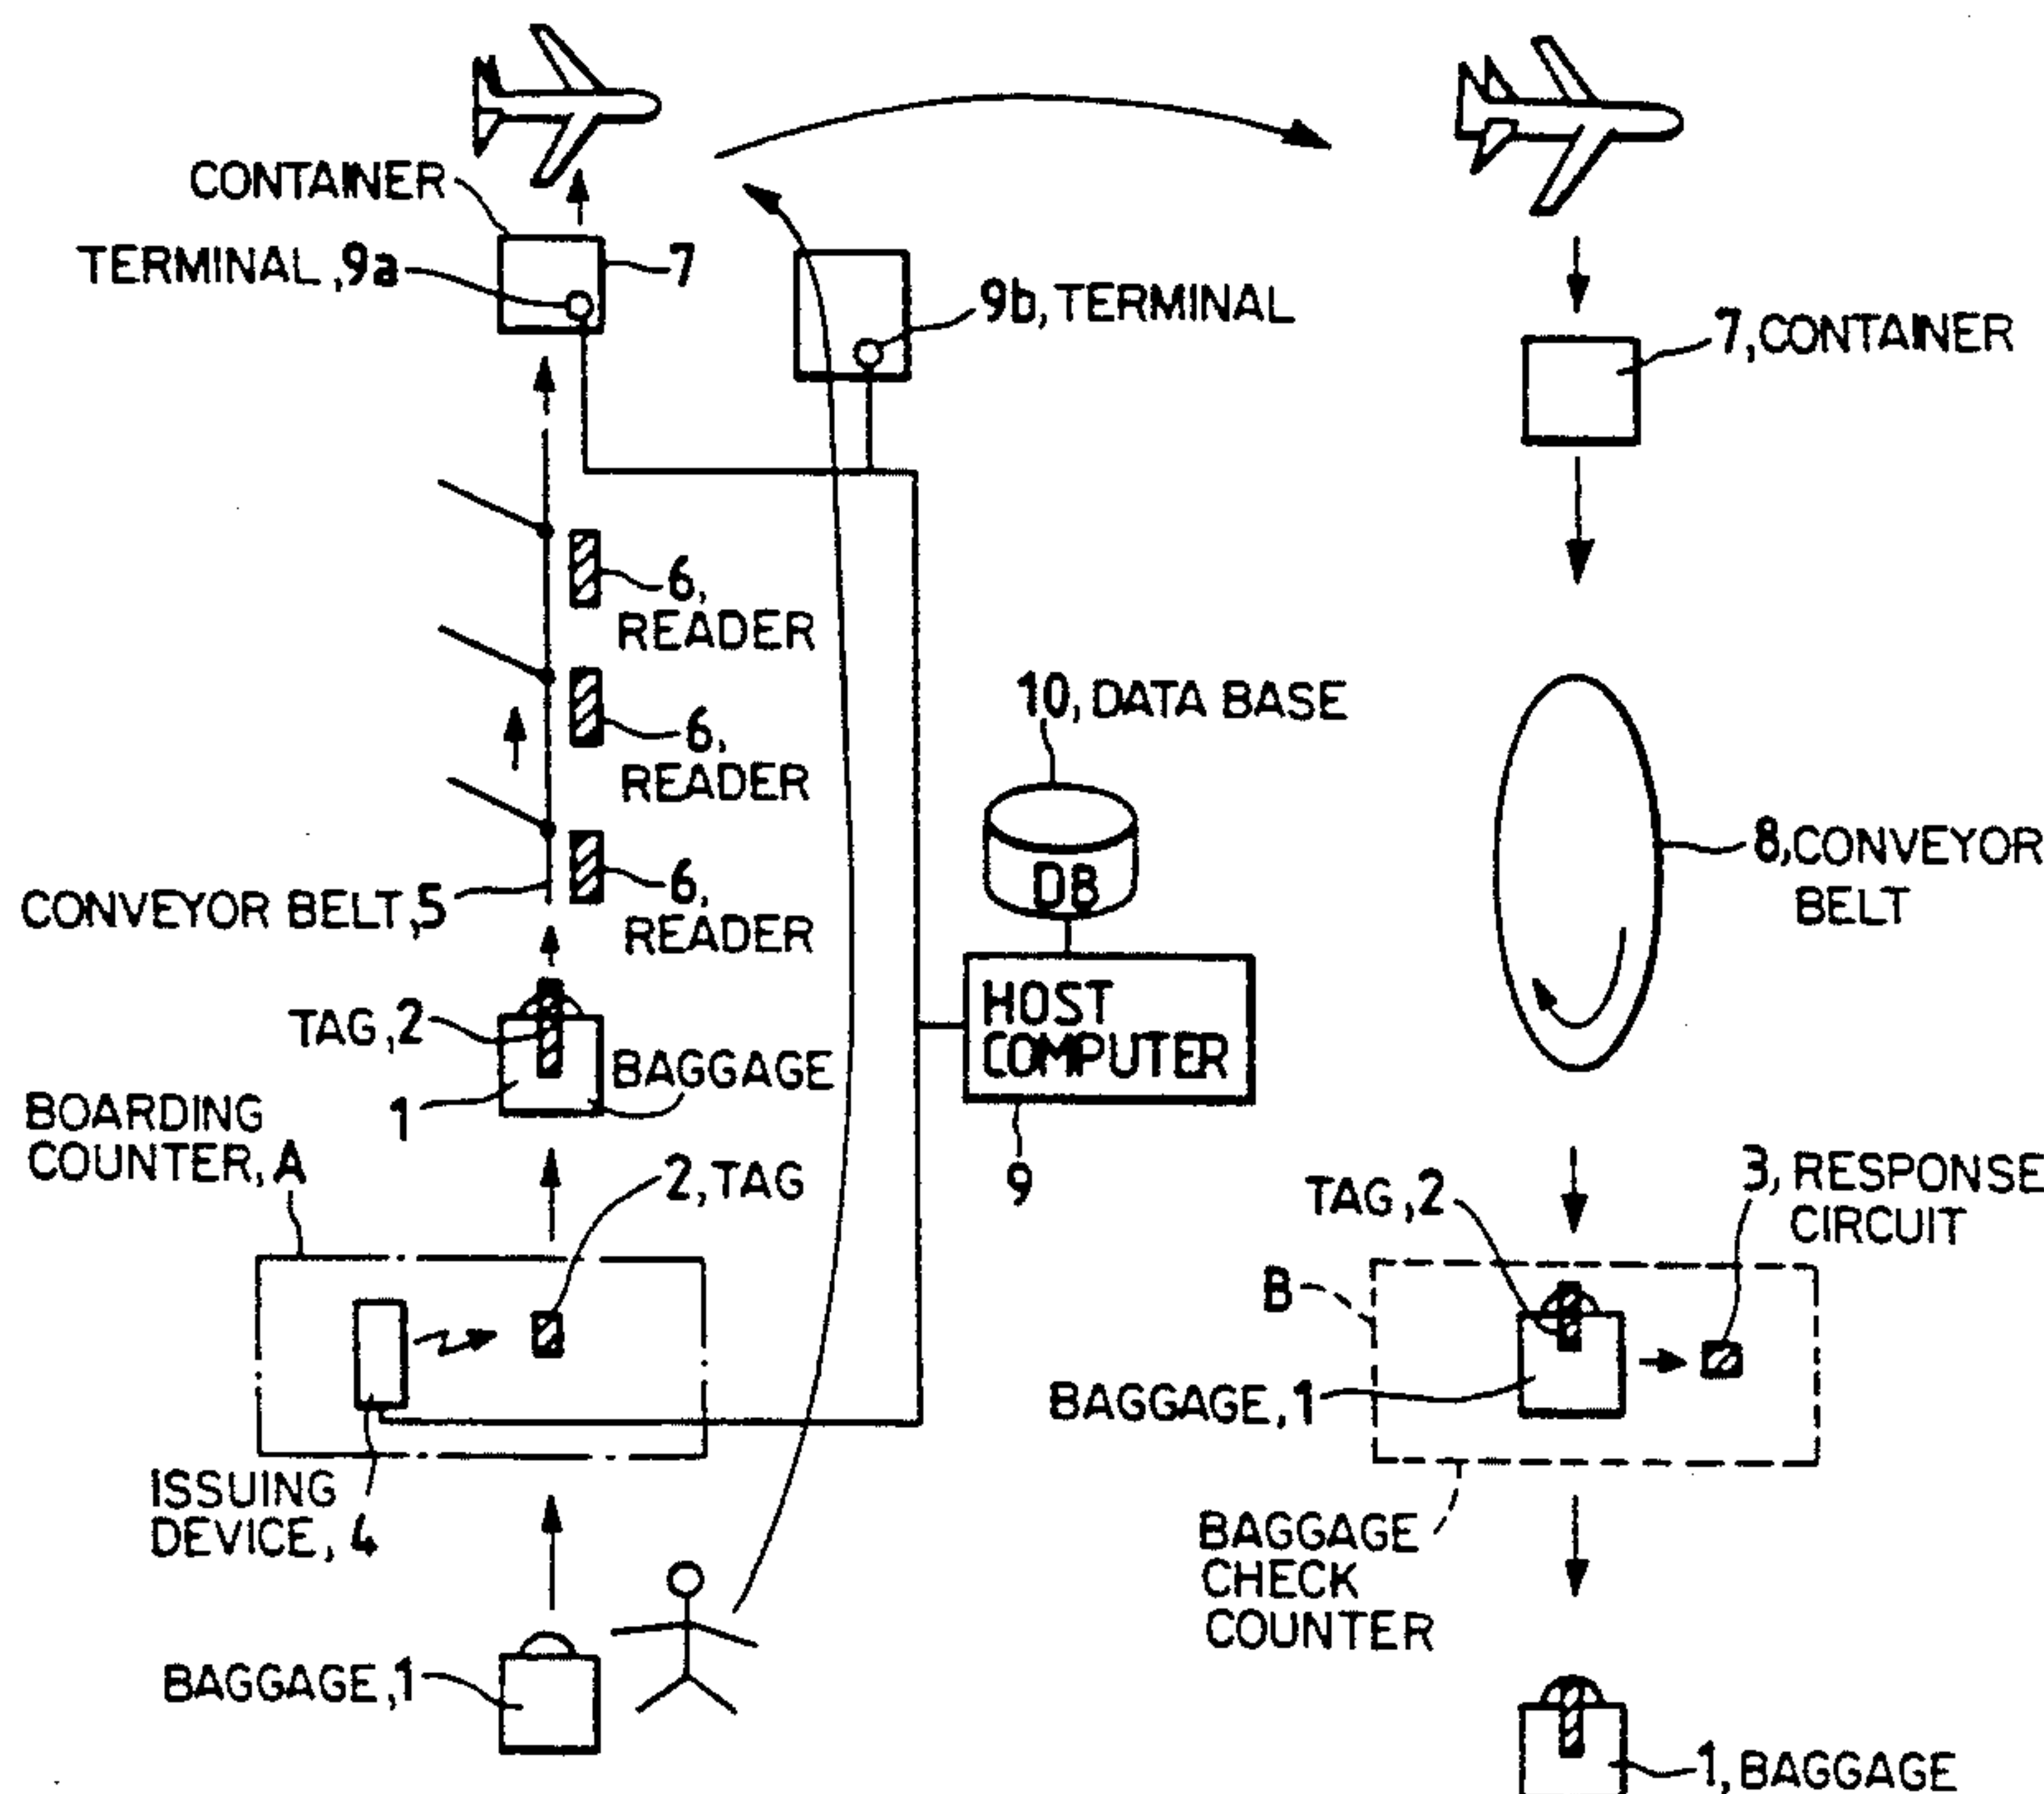 CONTAINER
TERMINAL, 9a
7
9b, TERMINAL
7, CONTAINER
6,
READER
6,
READER
6,
READER
CONVEYOR BELT, 5
10, DATA BASE
DB
HOST
COMPUTER
9
8, CONVEYOR
BELT
TAG, 2
BAGGAGE
1
BOARDING
COUNTER, A
2, TAG
ISSUING
DEVICE, 4
BAGGAGE, 1
TAG, 2
3, RESPONSE
CIRCUIT
B
BAGGAGE, 1
BAGGAGE
CHECK
COUNTER
1, BAGGAGE